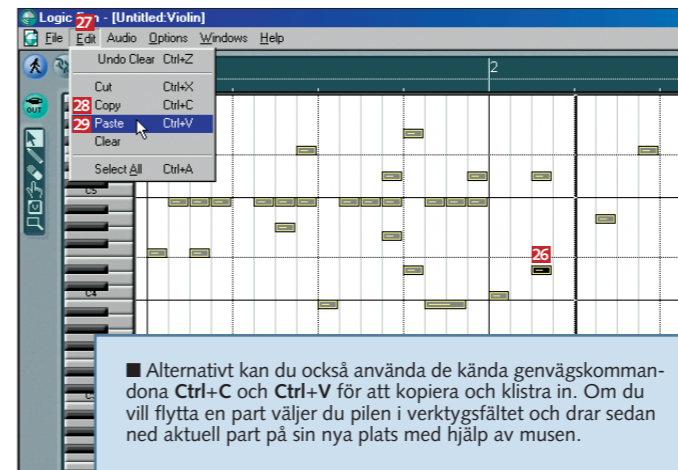 Logic Fun - [Untitled:Violin]
27
File Edit Audio Options Windows Help
Undo Clear Ctrl+Z
2
Cut Ctrl+X
OUT
28 Copy Ctrl+C
29 Paste Ctrl+V
Clear
Select All Ctrl+A
C5
26
C4
■ Alternativt kan du också använda de kända genvägskomman-
dona Ctrl+C och Ctrl+V för att kopiera och klistra in. Om du
vill flytta en part väljer du pilen i verktygsfältet och drar sedan
ned aktuell part på sin nya plats med hjälp av musen.